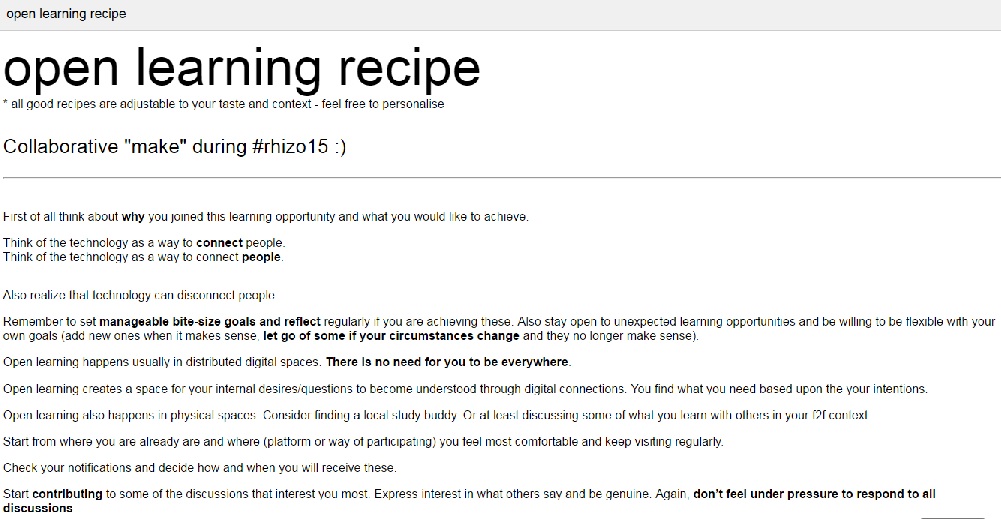 open learning recipe
open learning recipe
* all good recipes are adjustable to your taste and context - feel free to personalise
Collaborative "make" during #rhizo15 :)
First of all think about why you joined this learning opportunity and what you would like to achieve.
Think of the technology as a way to connect people.
Think of the technology as a way to connect people.
Also realize that technology can disconnect people
Remember to set manageable bite-size goals and reflect regularly if you are achieving these. Also stay open to unexpected learning opportunities and be willing to be flexible with your
own goals (add new ones when it makes sense, let go of some if your circumstances change and they no longer make sense).
Open learning happens usually in distributed digital spaces. There is no need for you to be everywhere.
Open learning creates a space for your internal desires/questions to become understood through digital connections. You find what you need based upon your intentions.
Open learning also happens in physical spaces. Consider finding a local study buddy. Or at least discussing some of what you learn with others in your f2f context
Start from where you are already are and where (platform or way of participating) you feel most comfortable and keep visiting regularly.
Check your notifications and decide how and when you will receive these.
Start contributing to some of the discussions that interest you most. Express interest in what others say and be genuine. Again, don't feel under pressure to respond to all
discussions